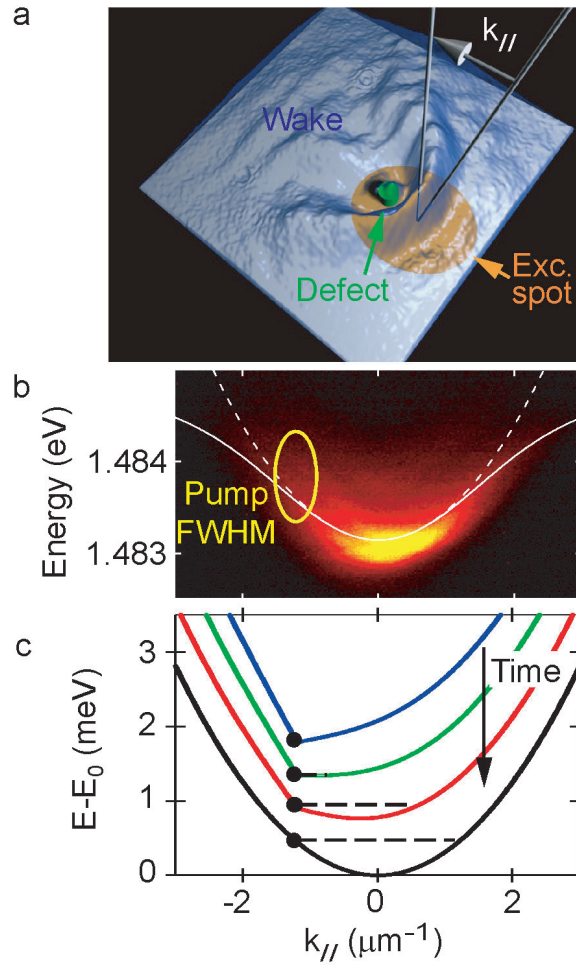 a
k//
Wake
Defect
Exc.
spot
b
Energy (eV)
1.484
1.483
Pump
FWHM
c
E-E₀ (meV)
3
2
1
0
Time
-2
0
2
k// (μm⁻¹)